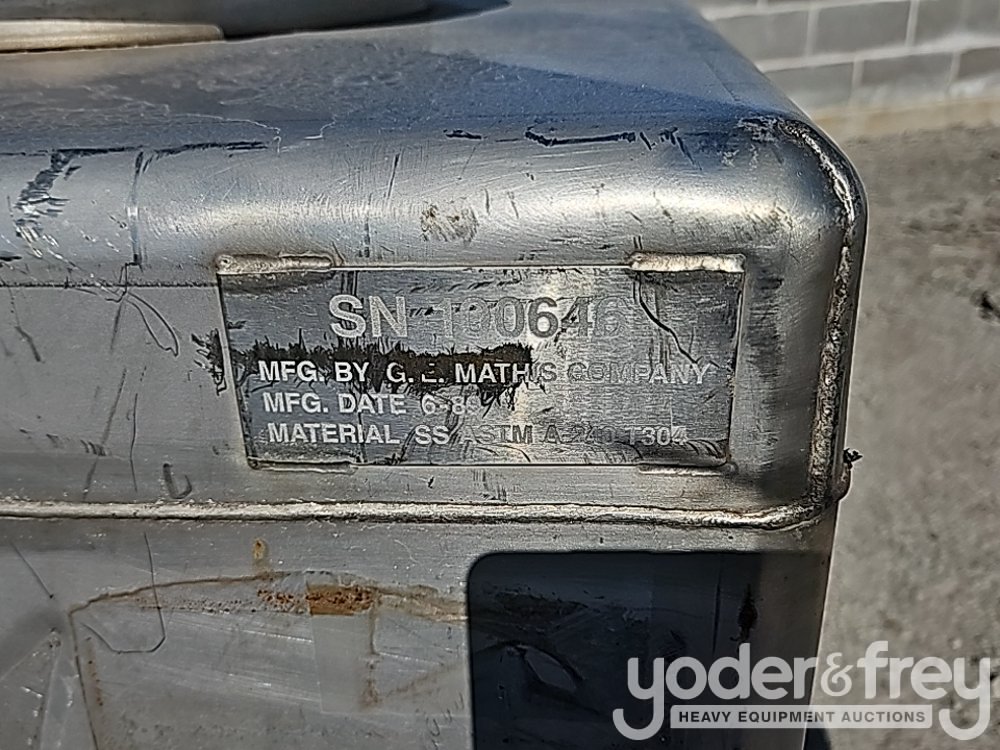 SN 100646
MFG. BY G. E. MATHIS COMPANY
MFG. DATE 6-8
MATERIAL SS ASTM A-240 T304
yoder&frey
HEAVY EQUIPMENT AUCTIONS